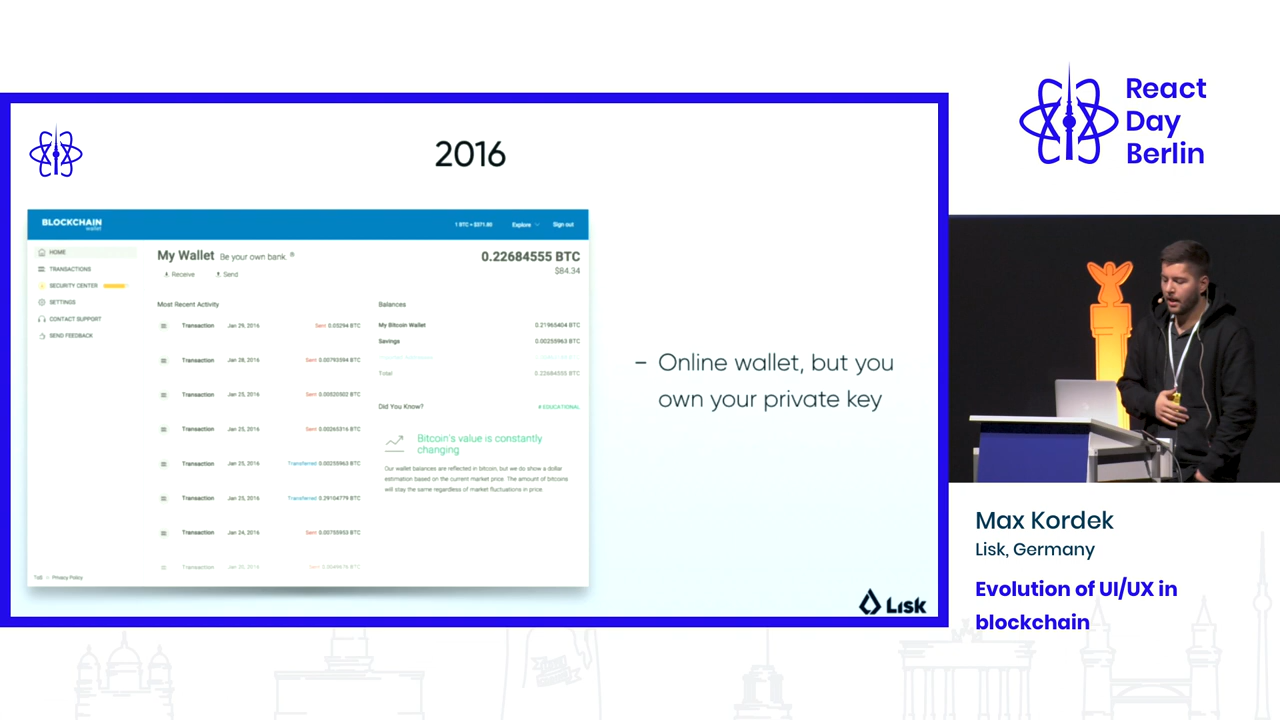 React
Day
Berlin
2016
BLOCKCHAIN
wallet
1 BTC = $371.80
Explore
Sign out
HOME
TRANSACTIONS
SECURITY CENTER
SETTINGS
CONTACT SUPPORT
SEND FEEDBACK
My Wallet Be your own bank.®
Receive Send
0.22684555 BTC
$84.34
Most Recent Activity
Transaction Jan 29, 2016 Sent 0.03294 BTC
Transaction Jan 28, 2016 Sent 0.00793594 BTC
Transaction Jan 25, 2016 Sent 0.00520502 BTC
Transaction Jan 25, 2016 Sent 0.00265316 BTC
Transaction Jan 25, 2016 Transferred 0.00255963 BTC
Transaction Jan 25, 2016 Transferred 0.29104779 BTC
Transaction Jan 24, 2016 Sent 0.00755953 BTC
Transaction
Balances
My Bitcoin Wallet 0.21965404 BTC
Savings 0.00255963 BTC
Total 0.22684555 BTC
Did You Know? EDUCATIONAL
Bitcoin's value is constantly
changing
Our wallet balances are reflected in bitcoin, but we do show a dollar
estimation based on the current market price. The amount of bitcoins
will stay the same regardless of market fluctuations in price.
ToS Privacy Policy
– Online wallet, but you
own your private key
Lisk
Max Kordek
Lisk, Germany
Evolution of UI/UX in
blockchain